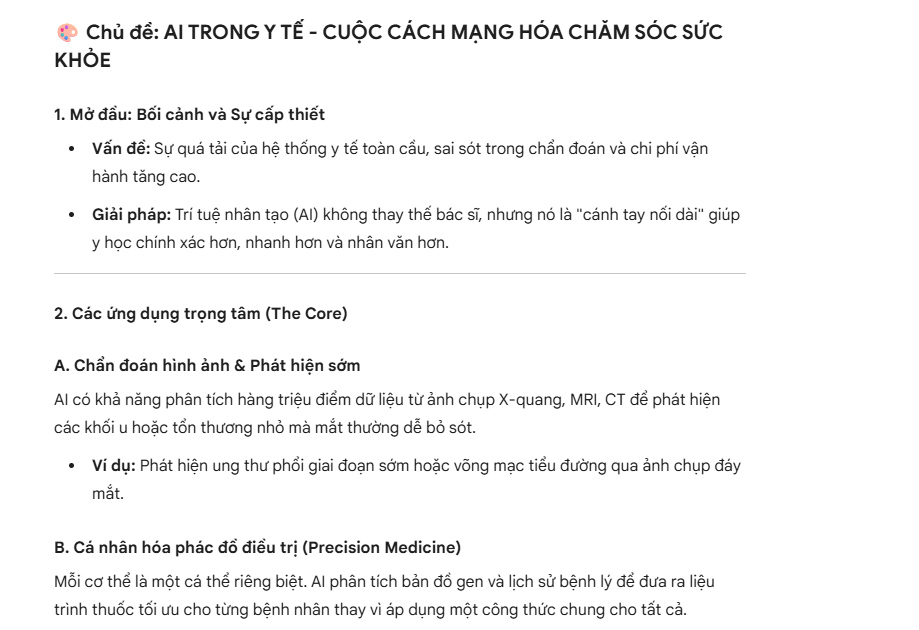 🎨 Chủ đề: AI TRONG Y TẾ - CUỘC CÁCH MẠNG HÓA CHĂM SÓC SỨC
KHỎE
1. Mở đầu: Bối cảnh và Sự cấp thiết
• Vấn đề: Sự quá tải của hệ thống y tế toàn cầu, sai sót trong chẩn đoán và chi phí vận
hành tăng cao.
• Giải pháp: Trí tuệ nhân tạo (AI) không thay thế bác sĩ, nhưng nó là "cánh tay nối dài" giúp
y học chính xác hơn, nhanh hơn và nhân văn hơn.
2. Các ứng dụng trọng tâm (The Core)
A. Chẩn đoán hình ảnh & Phát hiện sớm
AI có khả năng phân tích hàng triệu điểm dữ liệu từ ảnh chụp X-quang, MRI, CT để phát hiện
các khối u hoặc tổn thương nhỏ mà mắt thường dễ bỏ sót.
• Ví dụ: Phát hiện ung thư phổi giai đoạn sớm hoặc võng mạc tiểu đường qua ảnh chụp đáy
mắt.
B. Cá nhân hóa phác đồ điều trị (Precision Medicine)
Mỗi cơ thể là một cá thể riêng biệt. AI phân tích bản đồ gen và lịch sử bệnh lý để đưa ra liệu
trình thuốc tối ưu cho từng bệnh nhân thay vì áp dụng một công thức chung cho tất cả.